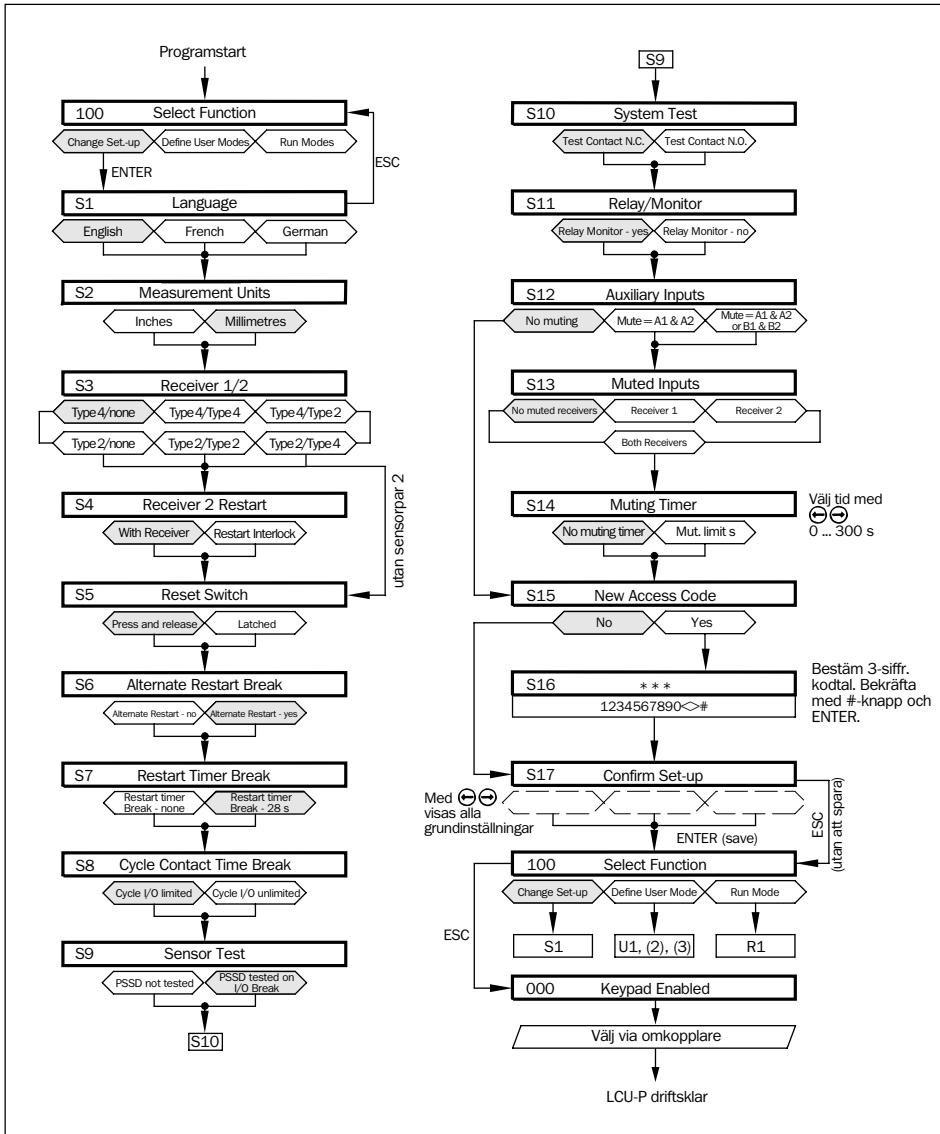 Programstart
100 Select Function
Change Set.-up Define User Modes Run Modes
ENTER
ESC
S1 Language
English French German
S2 Measurement Units
Inches Millimetres
S3 Receiver 1/2
Type 4/none Type 4/Type 4 Type 4/Type 2
Type 2/none Type 2/Type 2 Type 2/Type 4
utan sensorpar 2
S4 Receiver 2 Restart
With Receiver Restart Interlock
S5 Reset Switch
Press and release Latched
S6 Alternate Restart Break
Alternate Restart - no Alternate Restart - yes
S7 Restart Timer Break
Restart timer
Break - none
Restart timer
Break - 28 s
S8 Cycle Contact Time Break
Cycle I/O limited Cycle I/O unlimited
S9 Sensor Test
PSSD not tested
PSSD tested on
I/O Break
S10
S9
S10 System Test
Test Contact N.C. Test Contact N.O.
S11 Relay/Monitor
Relay Monitor - yes Relay Monitor - no
S12 Auxiliary Inputs
No muting Mute = A1 & A2
Mute = A1 & A2
or B1 & B2
S13 Muted Inputs
No muted receivers Receiver 1 Receiver 2
Both Receivers
S14 Muting Timer
No muting timer Mut. limit s
Välj tid med
0 ... 300 s
S15 New Access Code
No Yes
S16 ***
1234567890<>#
Bestäm 3-siffr.
kodtal. Bekräfta
med #-knapp och
ENTER.
S17 Confirm Set-up
Med
visas alla
grundinställningar
ENTER (save)
ESC
(utan att spara)
100 Select Function
Change Set-up Define User Mode Run Mode
ESC
S1 U1, (2), (3) R1
000 Keypad Enabled
Välj via omkopplare
LCU-P driftsklar